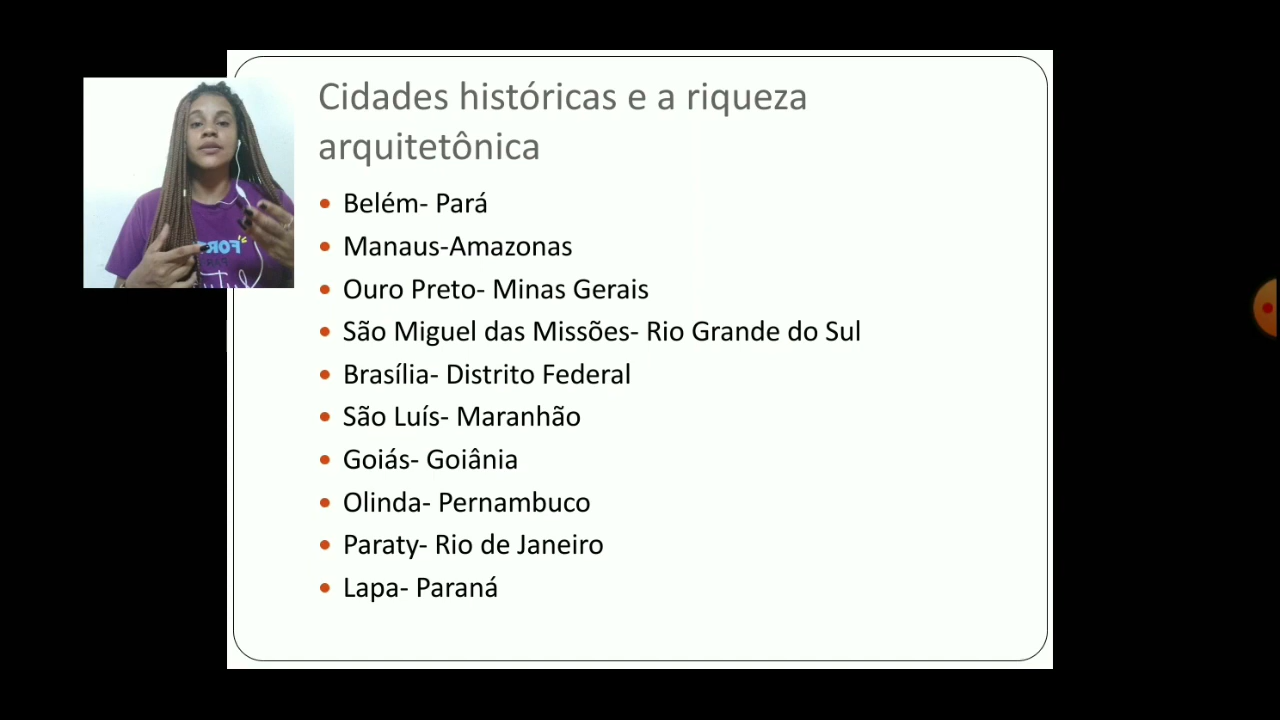 Cidades históricas e a riqueza
arquitetônica
Belém- Pará
Manaus-Amazonas
Ouro Preto- Minas Gerais
São Miguel das Missões- Rio Grande do Sul
Brasília- Distrito Federal
São Luís- Maranhão
Goiás- Goiânia
Olinda- Pernambuco
Paraty- Rio de Janeiro
Lapa- Paraná